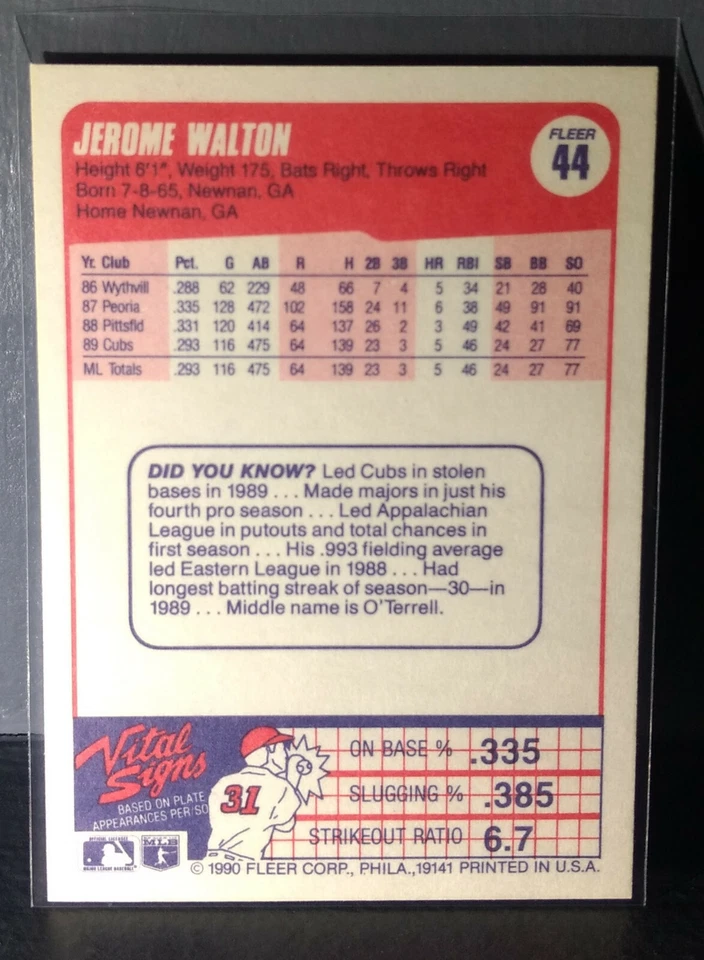 JEROME WALTON
FLEER
44
Height 6'1", Weight 175, Bats Right, Throws Right
Born 7-8-65, Newnan, GA
Home Newnan, GA
Yr. Club Pct. G AB R H 2B 3B HR RBI SB BB SO
86 Wythvill .288 62 229 48 66 7 4 5 34 21 28 40
87 Peoria .335 128 472 102 158 24 11 6 38 49 91 91
88 Pittsfld .331 120 414 64 137 26 2 3 49 42 41 69
89 Cubs .293 116 475 64 139 23 3 5 46 24 27 77
ML Totals .293 116 475 64 139 23 3 5 46 24 27 77
DID YOU KNOW? Led Cubs in stolen
bases in 1989 . . . Made majors in just his
fourth pro season . . . Led Appalachian
League in putouts and total chances in
first season . . . His .993 fielding average
led Eastern League in 1988 . . . Had
longest batting streak of season—30—in
1989 . . . Middle name is O'Terrell.
Vital
Signs
BASED ON PLATE
APPEARANCES PER/SO
31
ON BASE % .335
SLUGGING % .385
STRIKEOUT RATIO 6.7
MLB
MAJOR LEAGUE BASEBALL
© 1990 FLEER CORP., PHILA.,19141 PRINTED IN U.S.A.